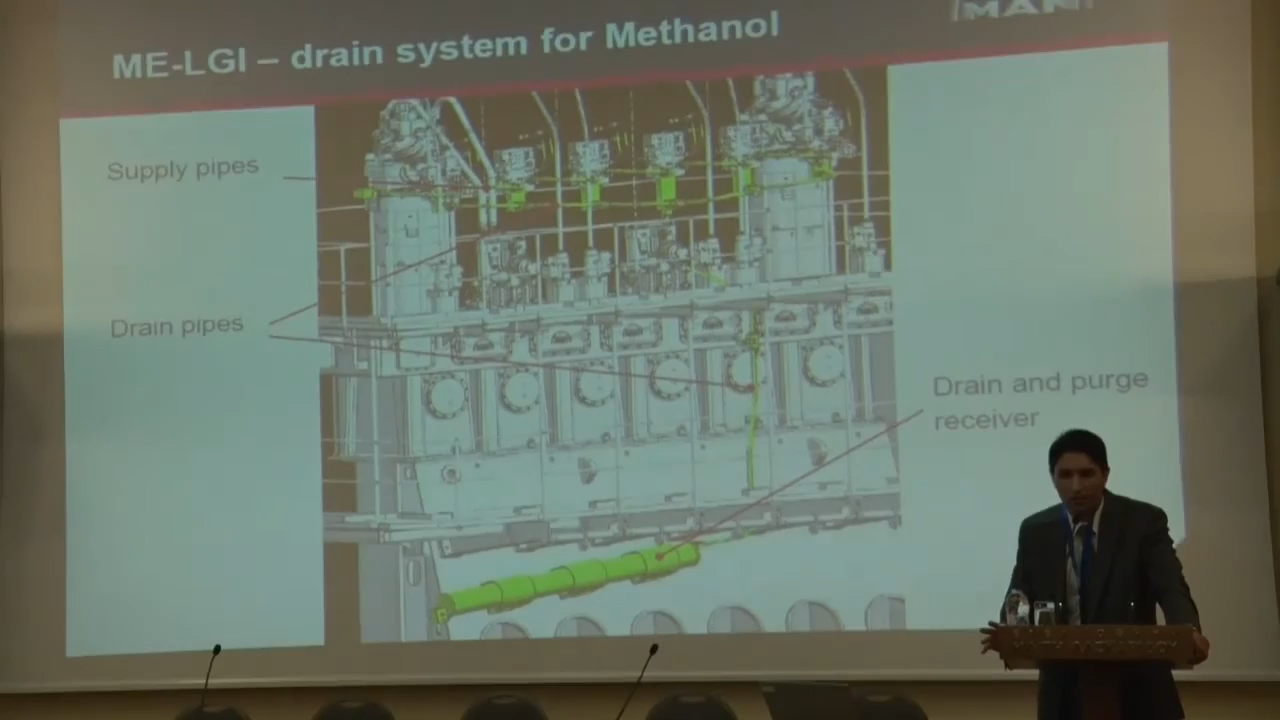 MAN
ME-LGI – drain system for Methanol
Supply pipes
Drain pipes
Drain and purge
receiver